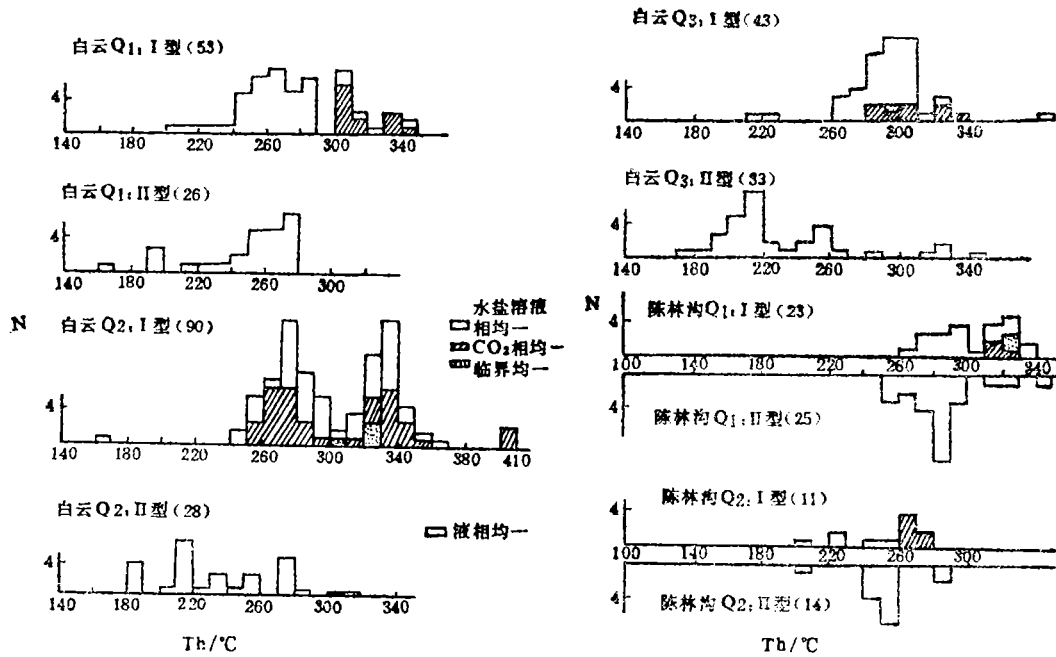 白云Q1: I 型(53)
4
140 180 220 260 300 340
白云Q1: II型(26)
4
140 180 220 260 300
N
白云Q2: I 型(90)
4
140 180 220 260 300 340 380 410
水盐溶液
相均一
CO2相均一
临界均一
白云Q2: II型(28)
4
140 180 220 260 300 340
液相均一
Th/℃
白云Q3: I 型(43)
4
140 180 220 260 300 340
白云Q3: II型(33)
4
140 180 220 260 340
N
陈林沟Q1: I 型(23)
4
100 140 180 220 260 300 340
4
陈林沟Q1: II型(25)
陈林沟Q2: I 型(11)
4
100 140 180 220 260 300
4
陈林沟Q2: II型(14)
Th/℃